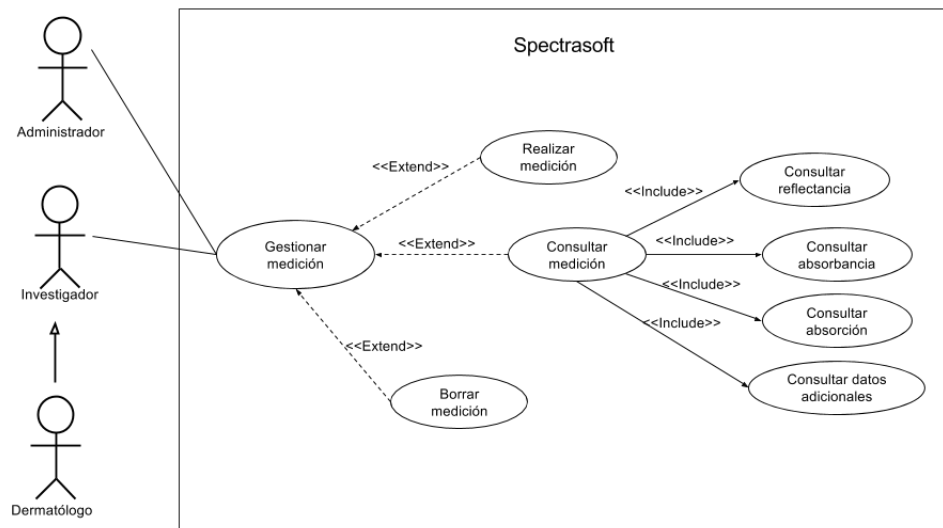 Spectrasoft
Administrador
Investigador
Dermatólogo
Gestionar
medición
<<Extend>>
Realizar
medición
<<Extend>>
Consultar
medición
<<Extend>>
Borrar
medición
<<Include>>
Consultar
reflectancia
<<Include>>
Consultar
absorbancia
<<Include>>
Consultar
absorción
<<Include>>
Consultar datos
adicionales